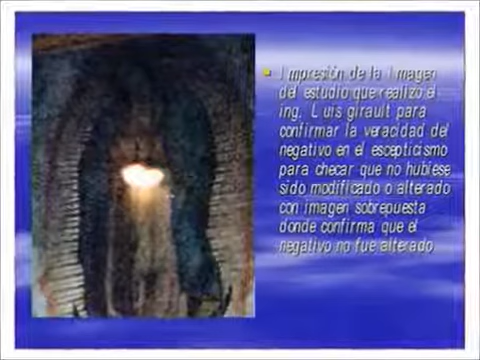 Impresión de la Imagen
del estudio que realizó el
ing. Luis girault para
confirmar la veracidad del
negativo en el escepticismo
para checar que no hubiese
sido modificado o alterado
con imagen sobrepuesta
donde confirma que el
negativo no fue alterado.